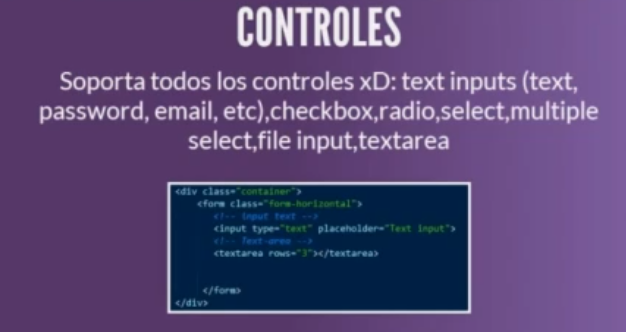 CONTROLES
Soporta todos los controles xD: text inputs (text,
password, email, etc),checkbox,radio,select,multiple
select,file input,textarea
<div class="container">
<form class="form-horizontal">
<!-- Input text -->
<input type="text" placeholder="Text input">
<!-- Text-area -->
<textarea rows="3"></textarea>
</form>
</div>